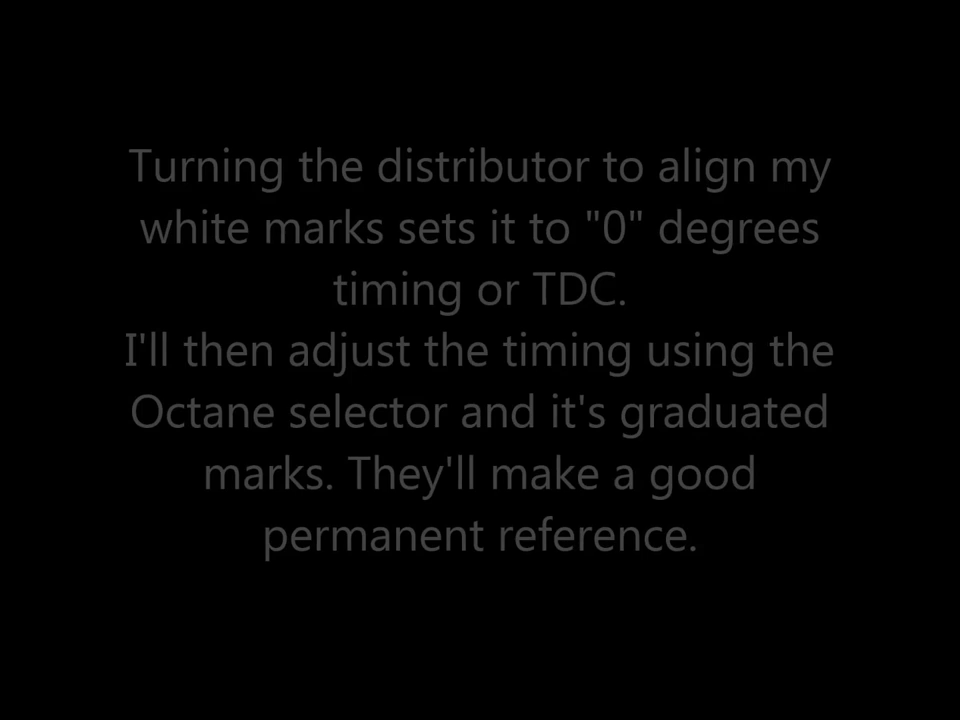 Turning the distributor to align my
white marks sets it to "0" degrees
timing or TDC.
I'll then adjust the timing using the
Octane selector and it's graduated
marks. They'll make a good
permanent reference.